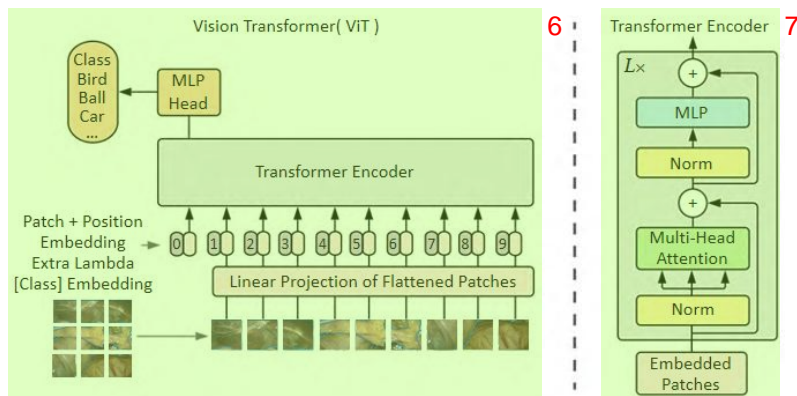 Vision Transformer( ViT )
6
Class
Bird
Ball
Car
...
MLP
Head
Transformer Encoder
Patch + Position
Embedding
Extra Lambda
[Class] Embedding
0 1 2 3 4 5 6 7 8 9
Linear Projection of Flattened Patches
Transformer Encoder
7
L×
+
MLP
Norm
+
Multi-Head
Attention
Norm
Embedded
Patches